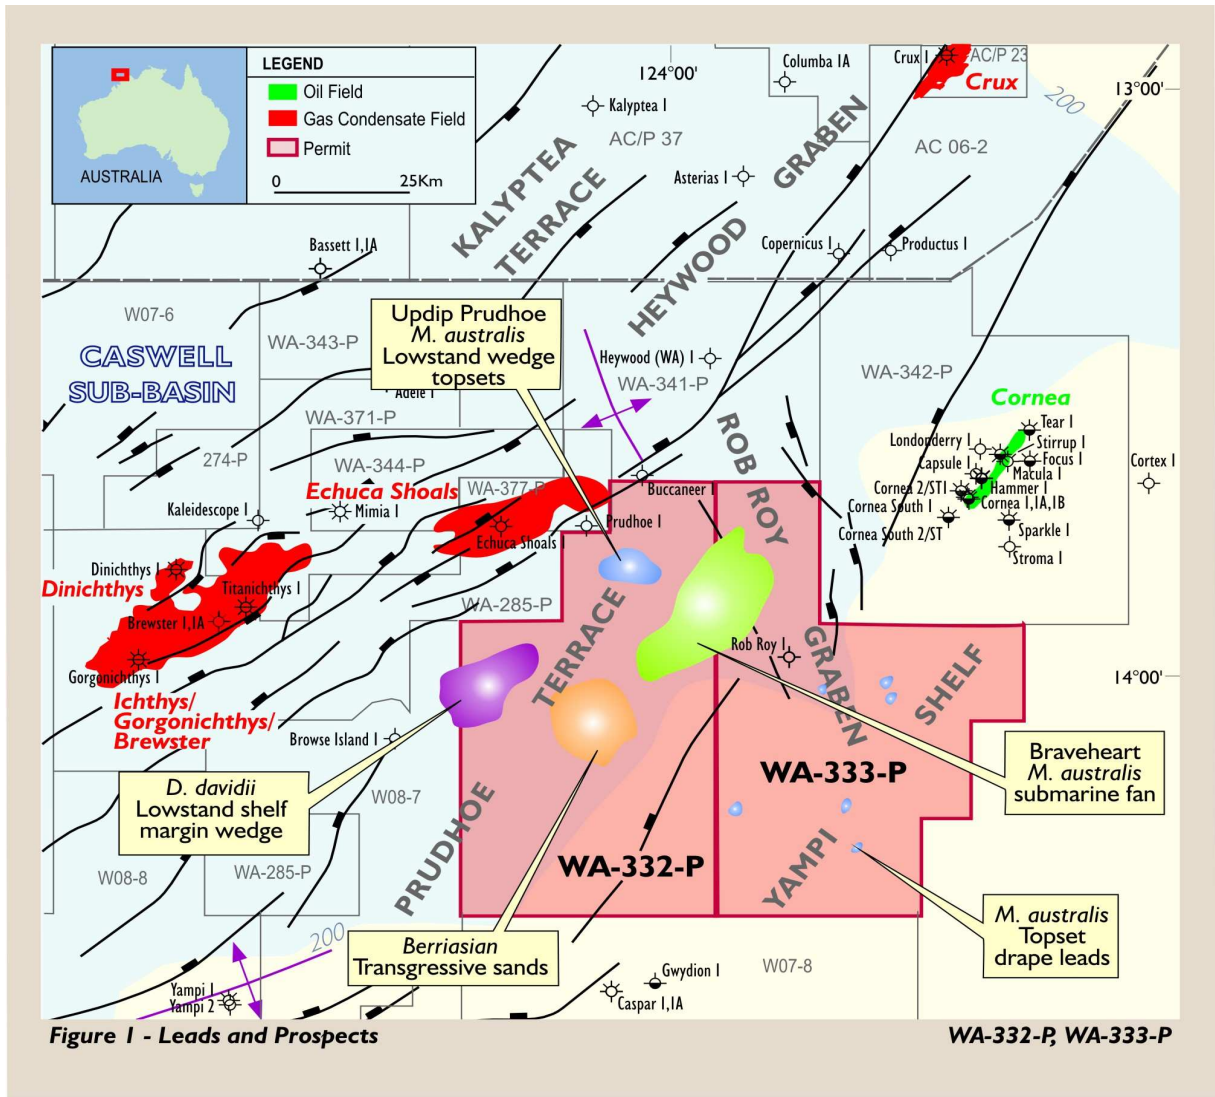 LEGEND
Oil Field
Gas Condensate Field
Permit
0 25Km
AUSTRALIA
124°00'
13°00'
14°00'
200
200
Crux 1
AC/P 23
Crux
Columba 1A
Kalyptea 1
AC/P 37
AC 06-2
KALYPTEA
TERRACE
HEYWOOD
GRABEN
Asterias 1
Copernicus 1
Productus 1
Bassett 1,1A
W07-6
WA-343-P
CASWELL
SUB-BASIN
Updip Prudhoe
M. australis
Lowstand wedge
topsets
Adele 1
Heywood (WA) 1
WA-341-P
WA-342-P
WA-371-P
274-P
WA-344-P
WA-377-P
Echuca Shoals
Mimia 1
Kaleidescope 1
Echuca Shoals 1
Prudhoe 1
Buccaneer 1
ROB ROY
GRABEN
Cornea
Tear 1
Londonderry 1
Stirrup 1
Focus 1
Capsule 1
Macula 1
Cornea 2/ST1
Hammer 1
Cornea South 1
Cornea 1,1A,1B
Cornea South 2/ST
Sparkle 1
Stroma 1
Cortex 1
Dinichthys 1
Dinichthys
Titanichthys 1
Brewster 1,1A
Gorgonichthys 1
Ichthys/
Gorgonichthys/
Brewster
WA-285-P
Rob Roy 1
Browse Island 1
PRUDHOE
TERRACE
YAMPI
SHELF
WA-333-P
WA-332-P
Braveheart
M. australis
submarine fan
D. davidii
Lowstand shelf
margin wedge
W08-7
W08-8
WA-285-P
Berriasian
Transgressive sands
M. australis
Topset
drape leads
W07-8
Gwydion 1
Caspar 1,1A
Yampi 1
Yampi 2
Figure 1 - Leads and Prospects
WA-332-P, WA-333-P